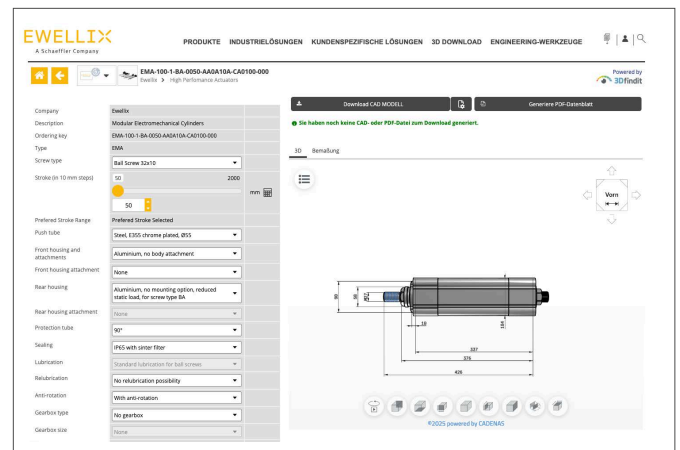 EWELLIX
A Schaeffler Company
PRODUKTE INDUSTRIELÖSUNGEN KUNDENSPEZIFISCHE LÖSUNGEN 3D DOWNLOAD ENGINEERING-WERKZEUGE
EMA-100-1-BA-0050-AA0A10A-CA0100-000
Ewellix > High Perfomance Actuators
Powered by
3Dfindit
Company Ewellix
Description Modular Electromechanical Cylinders
Ordering key EMA-100-1-BA-0050-AA0A10A-CA0100-000
Type EMA
Screw type Ball Screw 32x10
Stroke (in 10 mm steps) 50 2000
mm
50
Prefered Stroke Range Prefered Stroke Selected
Push tube Steel, E355 chrome plated, Ø55
Front housing and
attachments Aluminium, no body attachment
Front housing attachment None
Rear housing Aluminium, no mounting option, reduced
static load, for screw type BA
Rear housing attachment None
Protection tube 90°
Sealing IP65 with sinter filter
Lubrication Standard lubrication for ball screws
Relubrication No relubrication possibility
Anti-rotation With anti-rotation
Gearbox type No gearbox
Gearbox size None
Download CAD MODELL Generiere PDF-Datenblatt
Sie haben noch keine CAD- oder PDF-Datei zum Download generiert.
3D Bemaßung
Vorn
10
104
337
376
426
©2025 powered by CADENAS